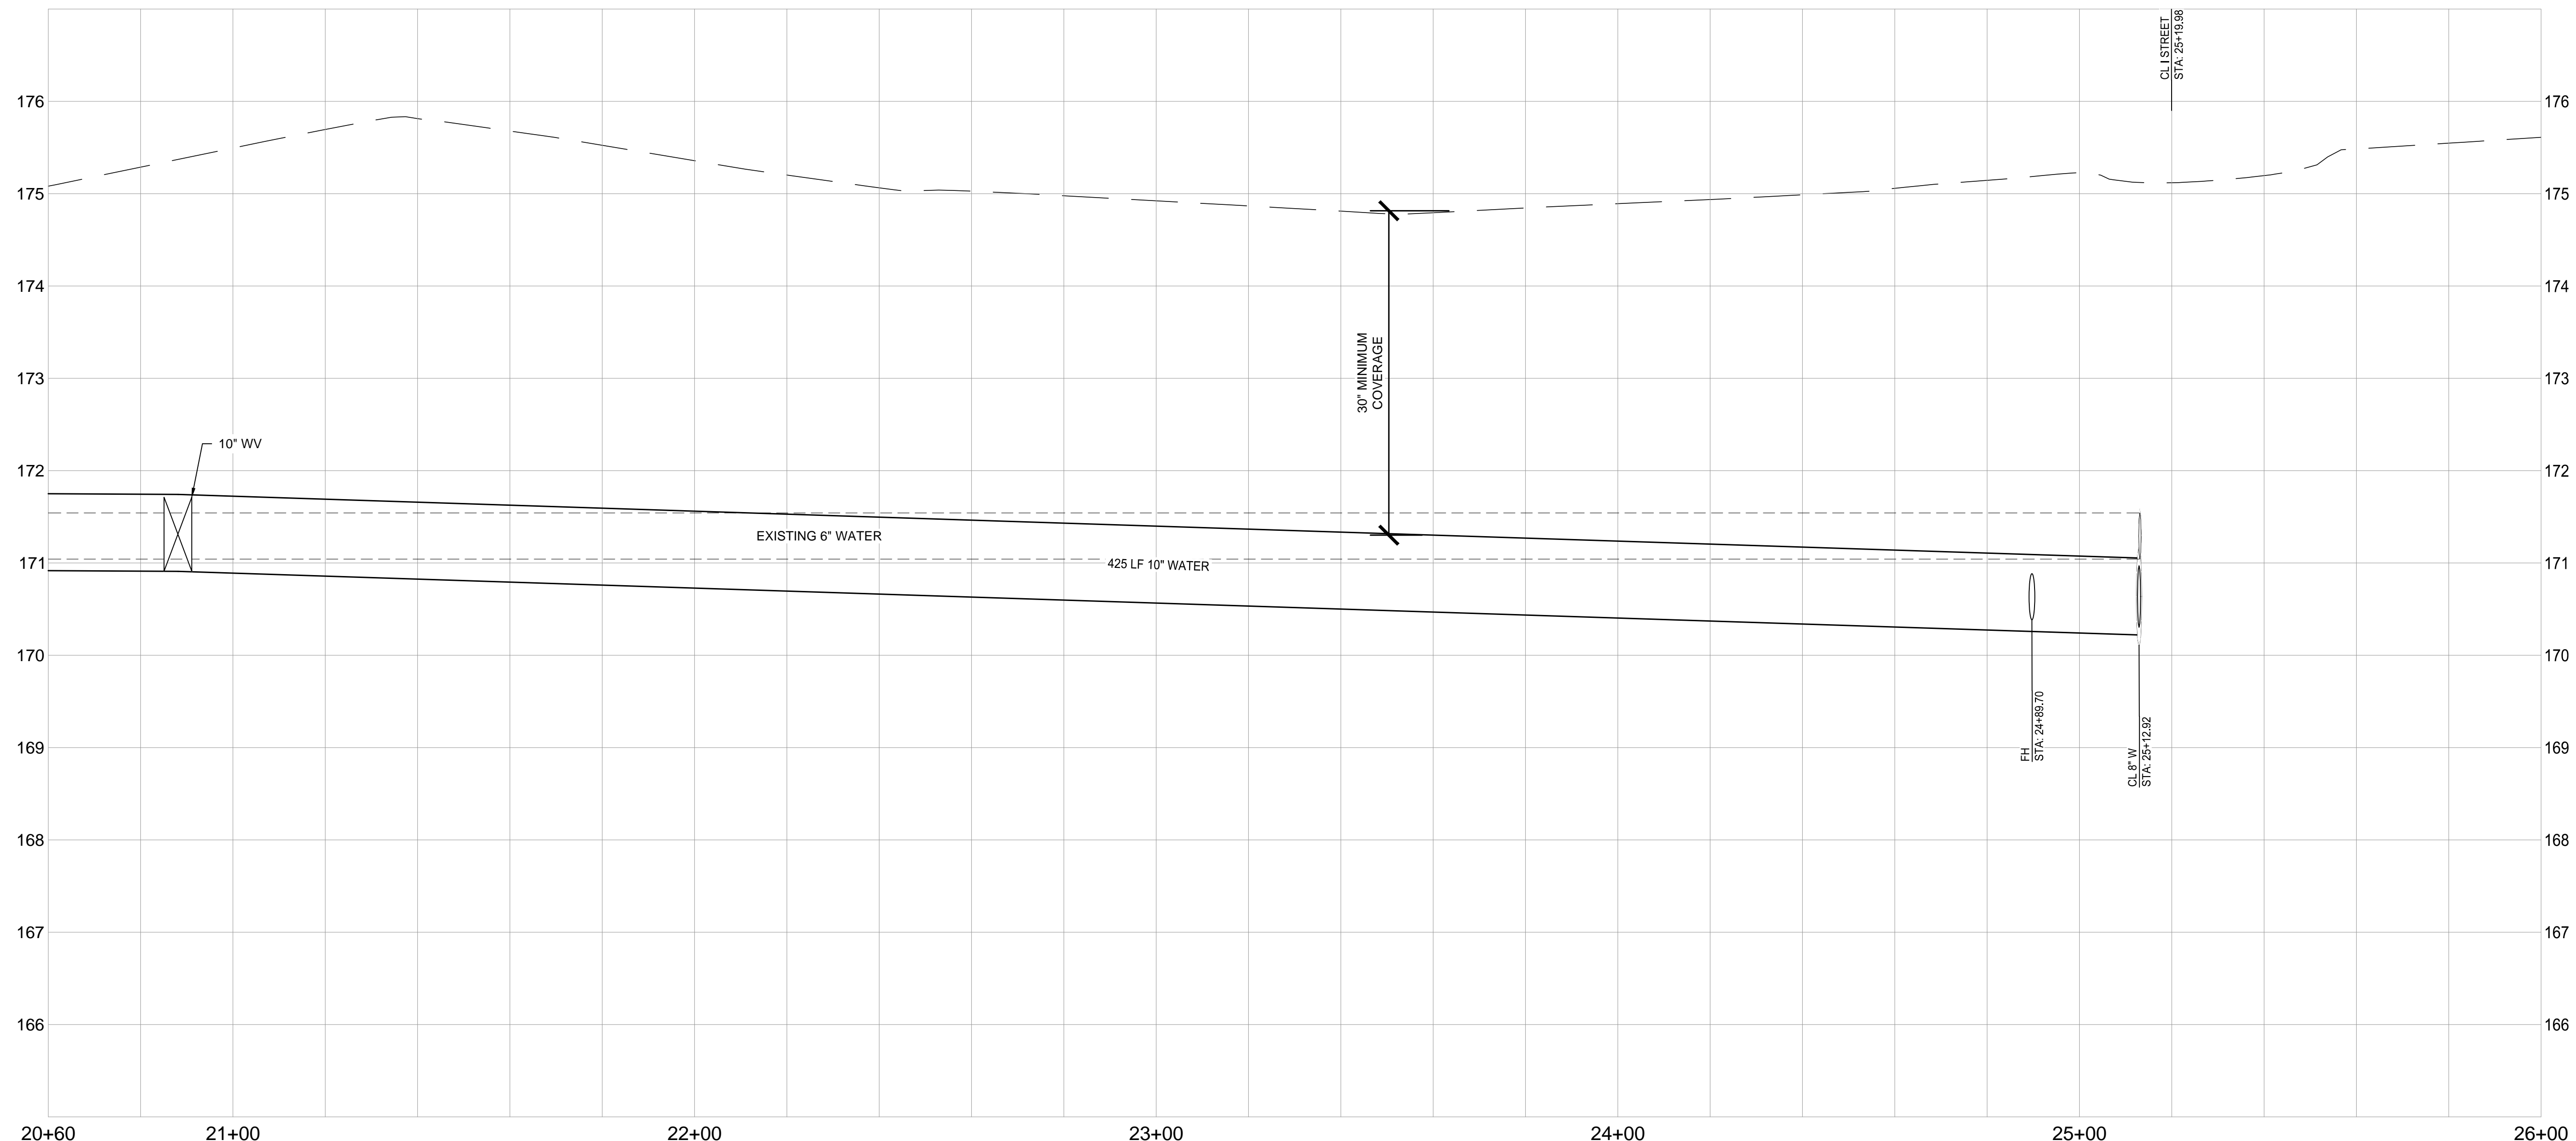 CL I STREET
STA: 25+19.98
176
176
175
175
174
174
30" MINIMUM
COVERAGE
173
173
10" WV
172
172
EXISTING 6" WATER
425 LF 10" WATER
171
171
170
170
FH
STA: 24+89.70
CL 8" W
STA: 25+12.92
169
169
168
168
167
167
166
166
20+60
21+00
22+00
23+00
24+00
25+00
26+00